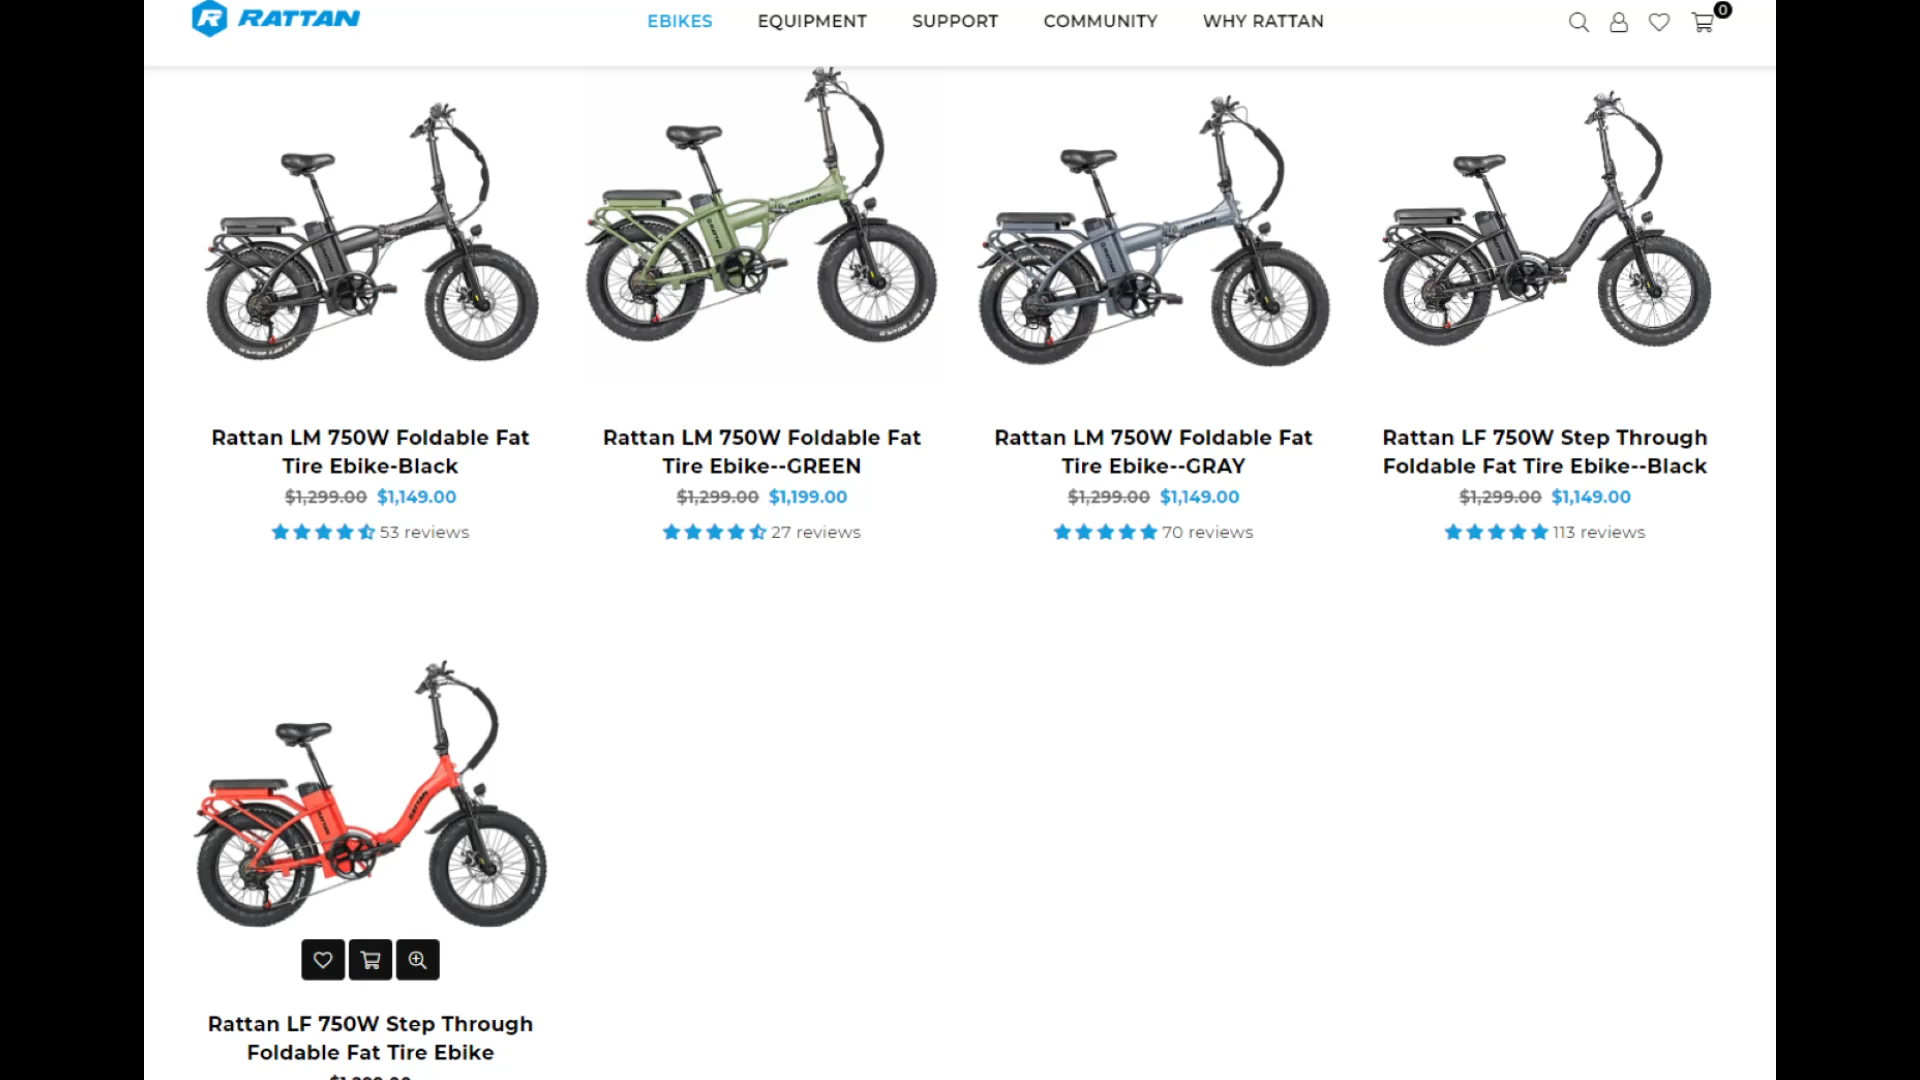 RATTAN
EBIKES EQUIPMENT SUPPORT COMMUNITY WHY RATTAN
0
Rattan LM 750W Foldable Fat
Tire Ebike-Black
$1,299.00 $1,149.00
53 reviews
Rattan LM 750W Foldable Fat
Tire Ebike--GREEN
$1,299.00 $1,199.00
27 reviews
Rattan LM 750W Foldable Fat
Tire Ebike--GRAY
$1,299.00 $1,149.00
70 reviews
Rattan LF 750W Step Through
Foldable Fat Tire Ebike--Black
$1,299.00 $1,149.00
113 reviews
Rattan LF 750W Step Through
Foldable Fat Tire Ebike
$1,299.00